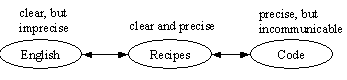 clear, but
imprecise
clear and precise
precise, but
incommunicable
English
Recipes
Code